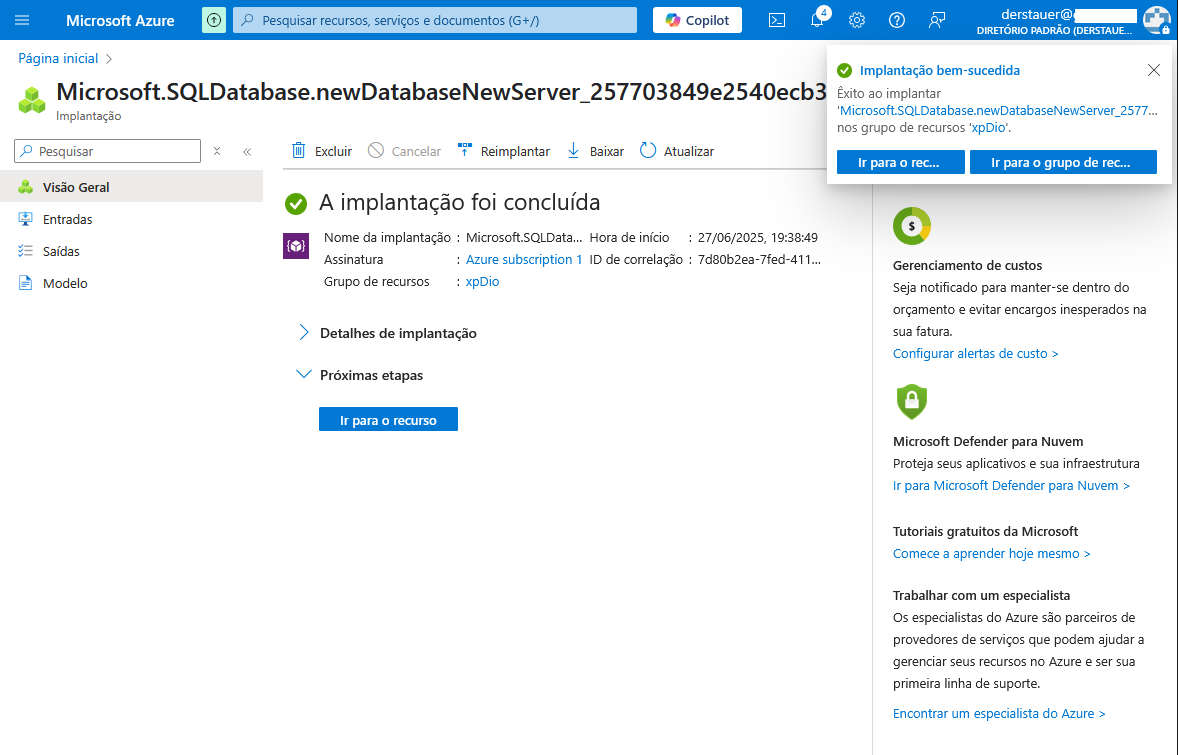 Microsoft Azure
Pesquisar recursos, serviços e documentos (G+/)
Copilot
4
derstauer@
DIRETÓRIO PADRÃO (DERSTAUE...
Página inicial
Microsoft.SQLDatabase.newDatabaseNewServer_257703849e2540ecb3
Implantação
Implantação bem-sucedida
Êxito ao implantar
'Microsoft.SQLDatabase.newDatabaseNewServer_2577...
nos grupo de recursos 'xpDio'.
Ir para o rec...
Ir para o grupo de rec...
Pesquisar
Excluir
Cancelar
Reimplantar
Baixar
Atualizar
Visão Geral
Entradas
Saídas
Modelo
A implantação foi concluída
Nome da implantação : Microsoft.SQLData... Hora de início : 27/06/2025, 19:38:49
Assinatura : Azure subscription 1 ID de correlação : 7d80b2ea-7fed-411...
Grupo de recursos : xpDio
Detalhes de implantação
Próximas etapas
Ir para o recurso
$
Gerenciamento de custos
Seja notificado para manter-se dentro do
orçamento e evitar encargos inesperados na
sua fatura.
Configurar alertas de custo >
Microsoft Defender para Nuvem
Proteja seus aplicativos e sua infraestrutura
Ir para Microsoft Defender para Nuvem >
Tutoriais gratuitos da Microsoft
Comece a aprender hoje mesmo >
Trabalhar com um especialista
Os especialistas do Azure são parceiros de
provedores de serviços que podem ajudar a
gerenciar seus recursos no Azure e ser sua
primeira linha de suporte.
Encontrar um especialista do Azure >